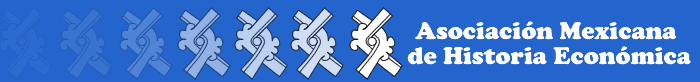 Asociación Mexicana
de Historia Económica